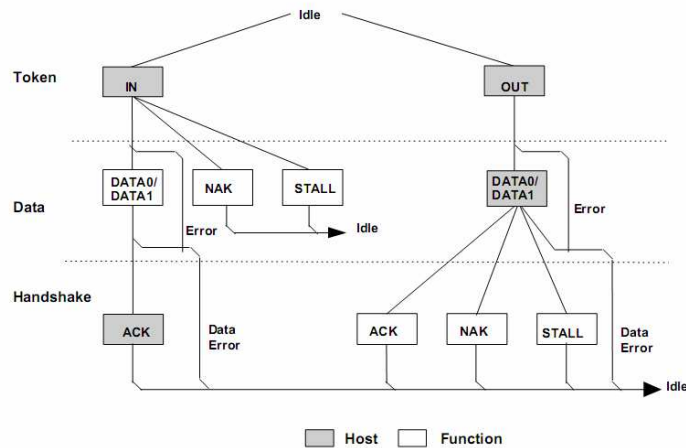 Idle
Token
IN
OUT
DATA0/
DATA1
NAK
STALL
DATA0/
DATA1
Data
Error
Idle
Error
Handshake
ACK
Data
Error
ACK
NAK
STALL
Data
Error
Idle
Host
Function